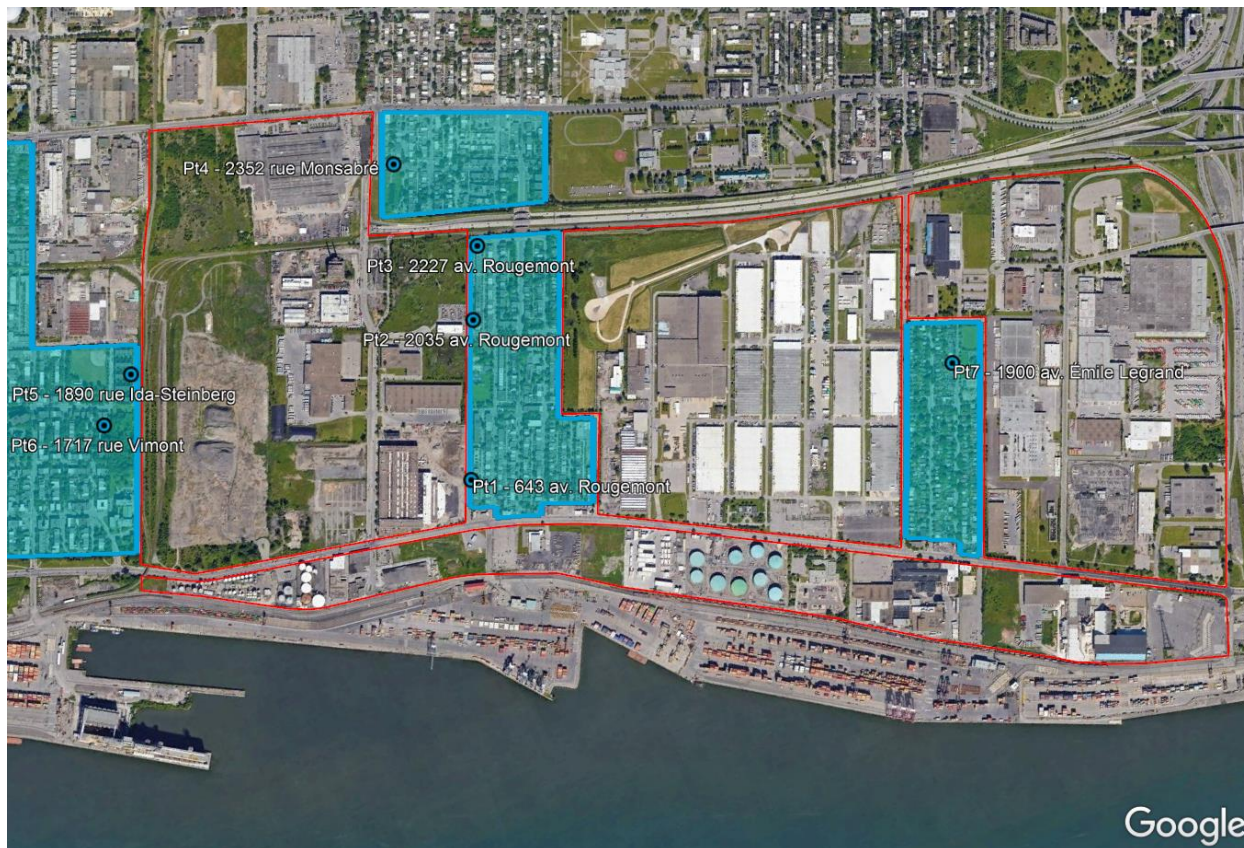 Pt4 - 2352 rue Monsabré
Pt3 - 2227 av. Rougemont
Pt2 - 2035 av. Rougemont
Pt7 - 1900 av. Émile Legrand
Pt5 - 1890 rue Ida-Steinberg
Pt6 - 1717 rue Vimont
Pt1 - 643 av. Rougemont
Google